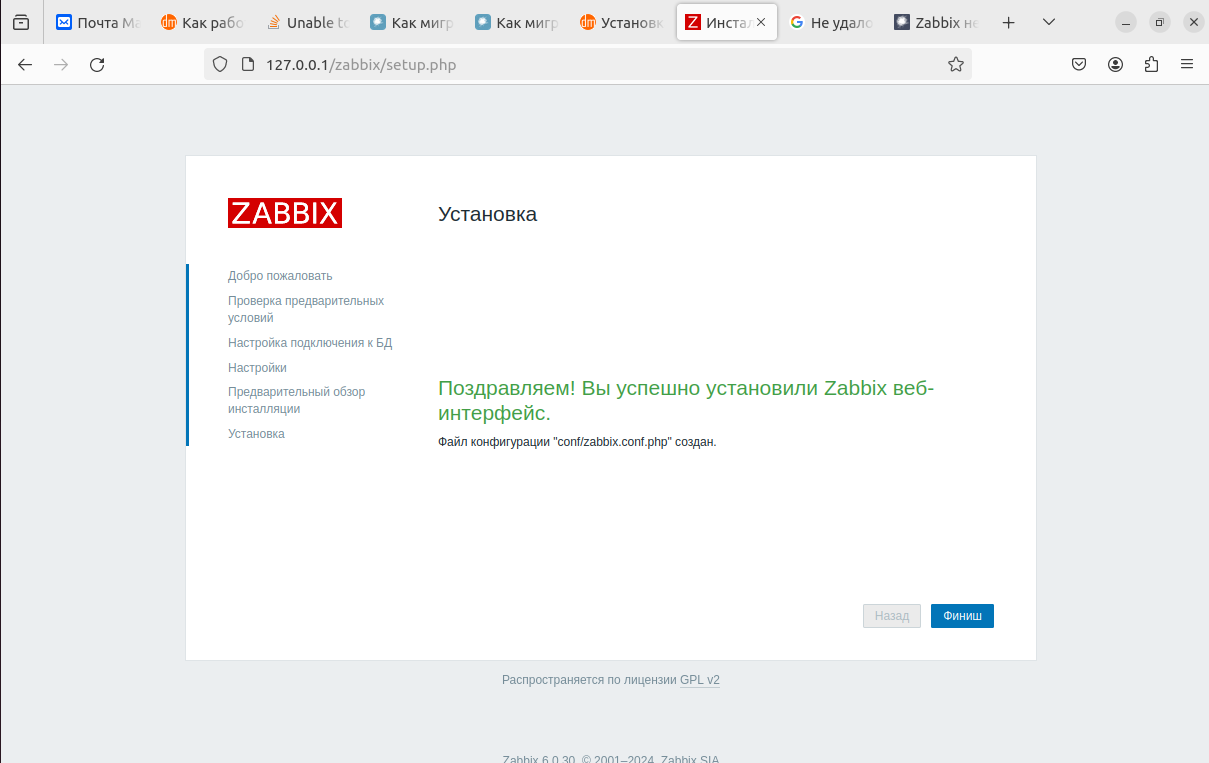 Почта Ма
Как рабо
Unable to
Как мигр
Как мигр
Установк
Инстал
Не удало
Zabbix не
127.0.0.1/zabbix/setup.php
ZABBIX
Установка
Добро пожаловать
Проверка предварительных
условий
Настройка подключения к БД
Настройки
Предварительный обзор
инсталляции
Установка
Поздравляем! Вы успешно установили Zabbix веб-
интерфейс.
Файл конфигурации "conf/zabbix.conf.php" создан.
Назад
Финиш
Распространяется по лицензии GPL v2
Zabbix 6.0.30. © 2001–2024, Zabbix SIA